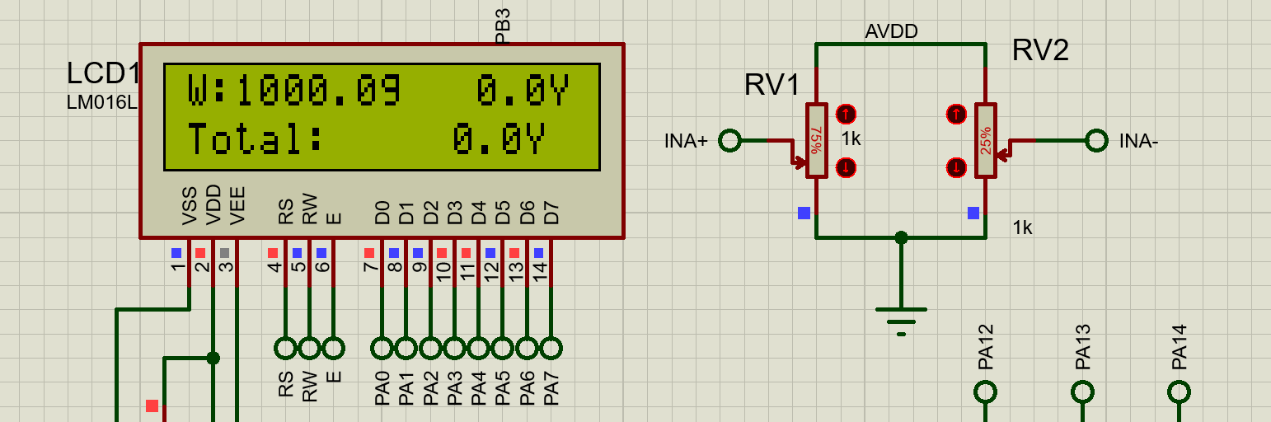 PB3
AVDD
LCD1
LM016L
W:1000.09 0.0Y
Total: 0.0Y
RV1
RV2
INA+
75%
1k
25%
INA-
1k
VSS VDD VEE RS RW E D0 D1 D2 D3 D4 D5 D6 D7
1 2 3 4 5 6 7 8 9 10 11 12 13 14
RS RW E PA0 PA1 PA2 PA3 PA4 PA5 PA6 PA7
PA12 PA13 PA14